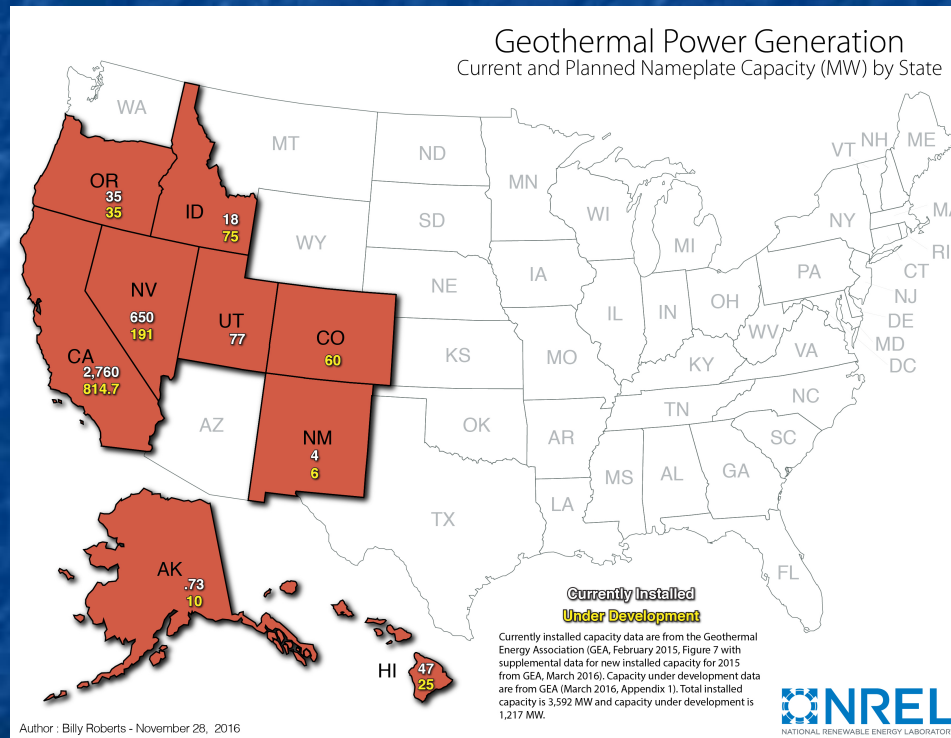 Geothermal Power Generation
Current and Planned Nameplate Capacity (MW) by State
WA
MT
ND
MN
VT
NH
ME
OR
35
35
ID
18
75
SD
WI
MI
NY
MA
WY
RI
CT
IA
PA
NJ
NE
NV
650
191
UT
77
CO
60
IL
IN
OH
DE
WV
MD
VA
DC
CA
2,760
814.7
KS
MO
KY
NC
AZ
NM
4
6
OK
TN
AR
SC
MS
AL
GA
LA
TX
FL
AK
.73
10
HI
47
25
Currently Installed
Under Development
Currently installed capacity data are from the Geothermal
Energy Association (GEA, February 2015, Figure 7 with
supplemental data for new installed capacity for 2015
from GEA, March 2016). Capacity under development data
are from GEA (March 2016, Appendix 1). Total installed
capacity is 3,592 MW and capacity under development is
1,217 MW.
NREL
NATIONAL RENEWABLE ENERGY LABORATOR
Author : Billy Roberts - November 28, 2016